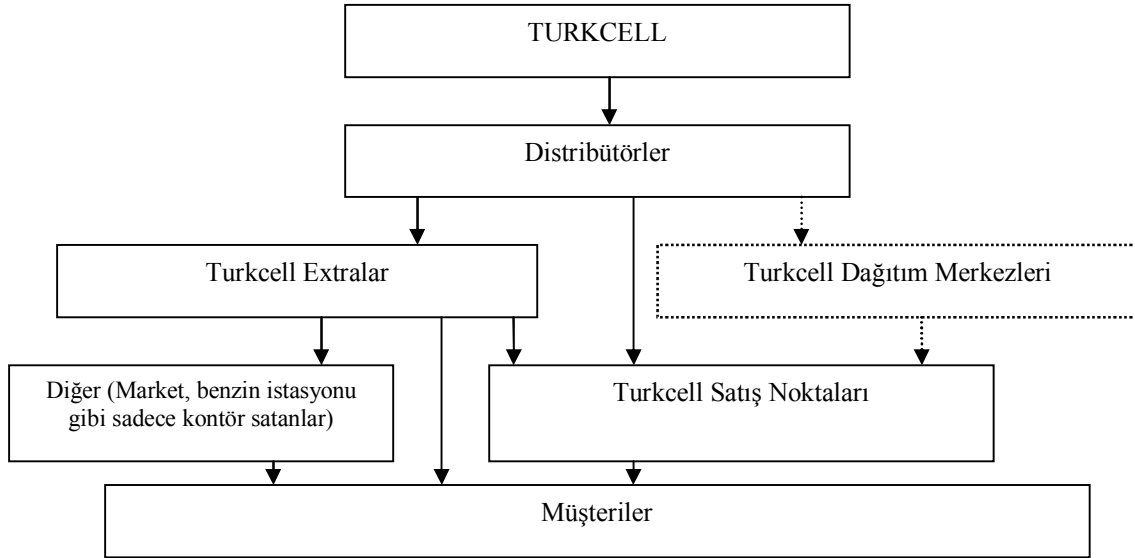 TURKCELL
Distribütörler
Turkcell Extralar
Turkcell Dağıtım Merkezleri
Diğer (Market, benzin istasyonu
gibi sadece kontör satanlar)
Turkcell Satış Noktaları
Müşteriler